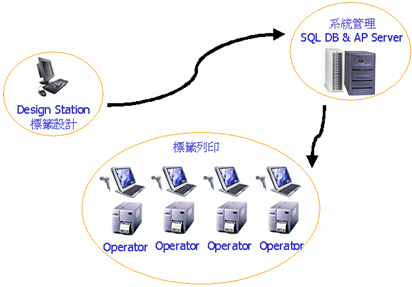 系統管理
SQL DB & AP Server
Design Station
標籤設計
標籤列印
Operator Operator Operator Operator